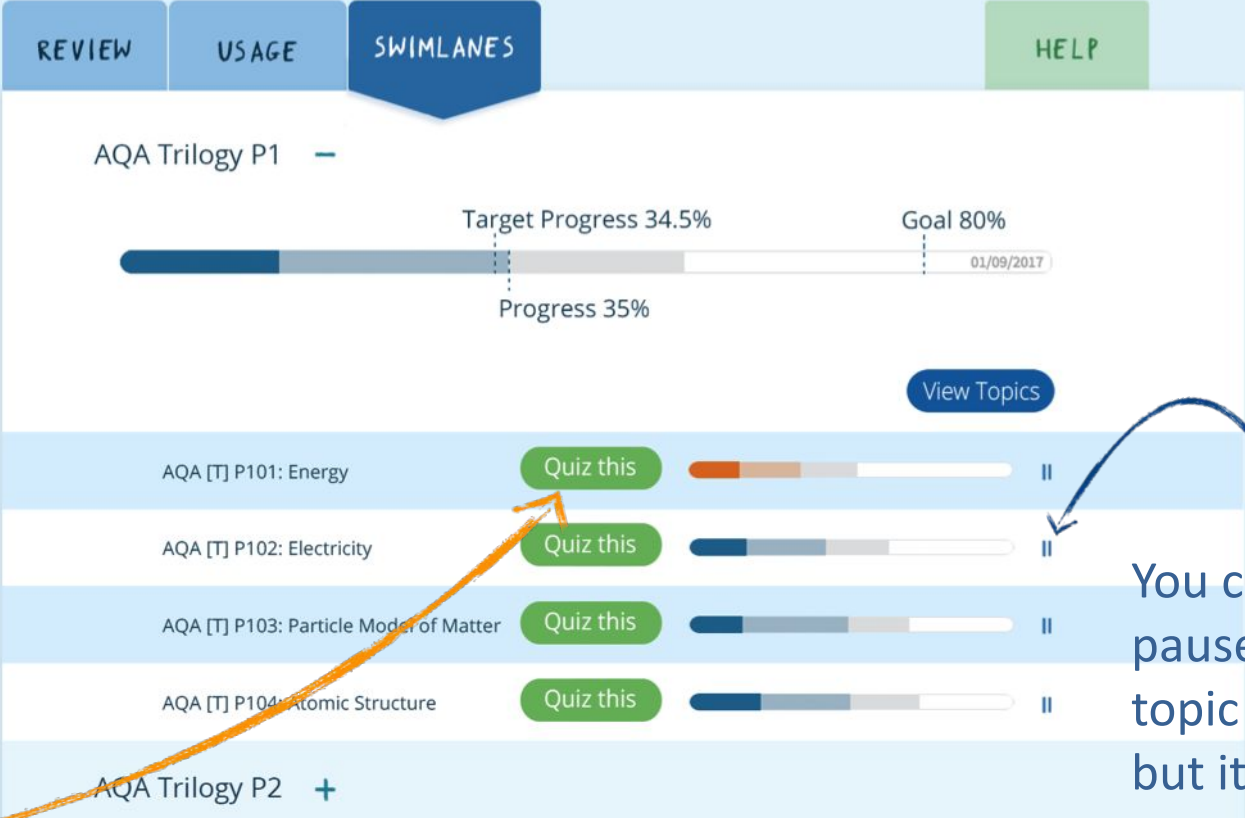 REVIEW USAGE SWIMLANES HELP
AQA Trilogy P1 −
Target Progress 34.5% Goal 80%
01/09/2017
Progress 35%
View Topics
AQA [T] P101: Energy Quiz this
AQA [T] P102: Electricity Quiz this
AQA [T] P103: Particle Model of Matter Quiz this
AQA [T] P104: Atomic Structure Quiz this
You
pause
topic
but it
AQA Trilogy P2 +